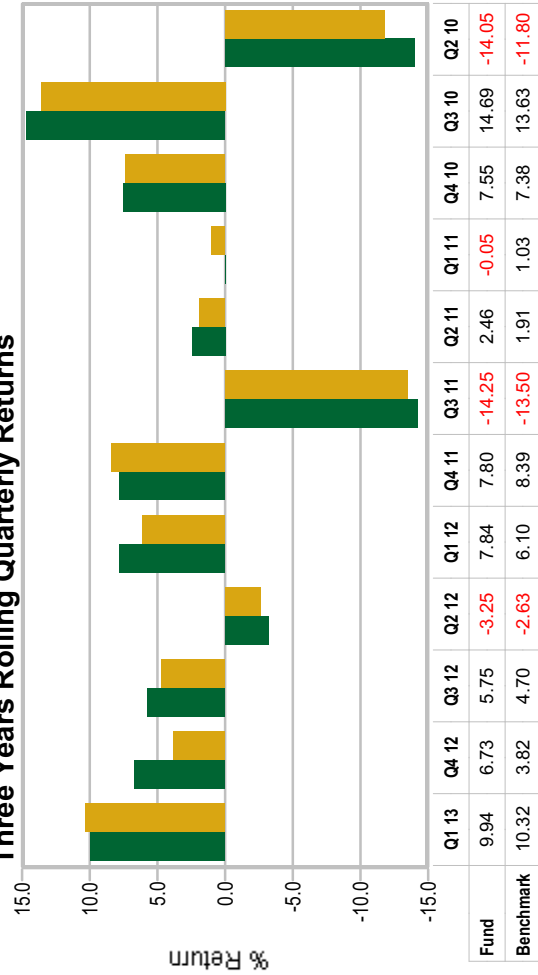 Three Years Rolling Quarterly Returns
15.0
10.0
5.0
0.0
-5.0
-10.0
-15.0
% Return
Q1 13 Q4 12 Q3 12 Q2 12 Q1 12 Q4 11 Q3 11 Q2 11 Q1 11 Q4 10 Q3 10 Q2 10
Fund 9.94 6.73 5.75 -3.25 7.84 7.80 -14.25 2.46 -0.05 7.55 14.69 -14.05
Benchmark 10.32 3.82 4.70 -2.63 6.10 8.39 -13.50 1.91 1.03 7.38 13.63 -11.80